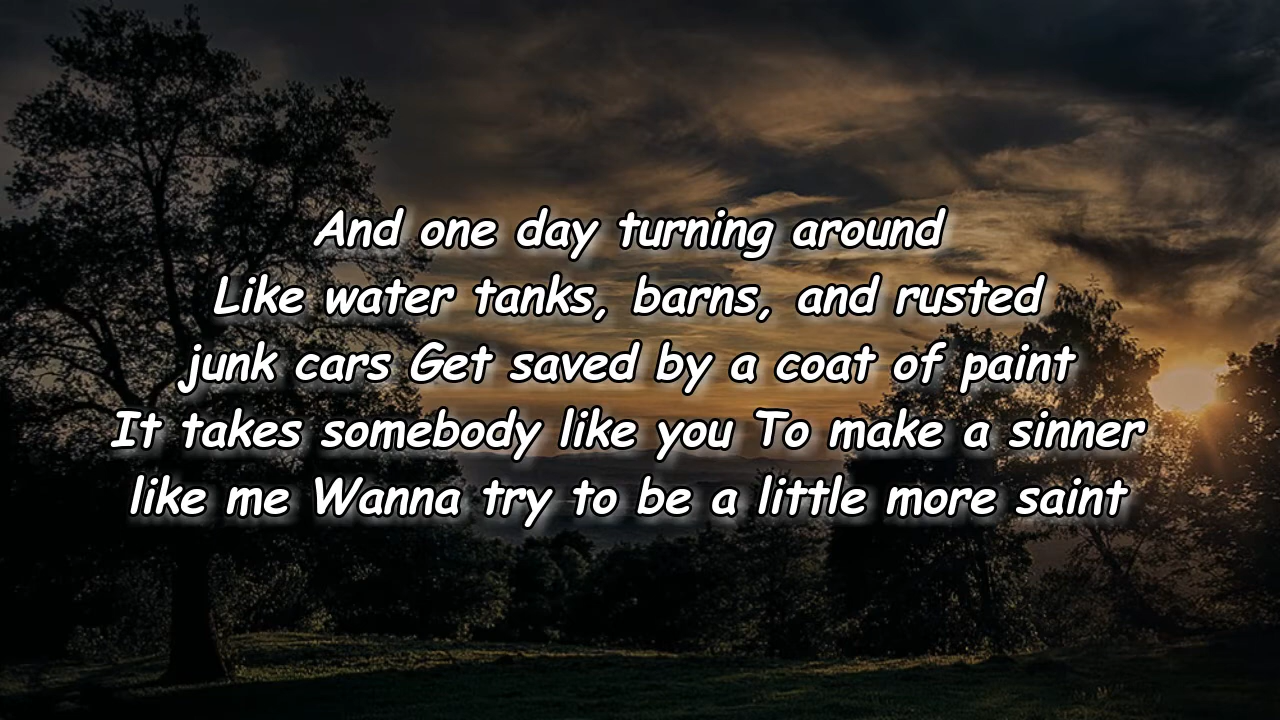 And one day turning around
Like water tanks, barns, and rusted
junk cars Get saved by a coat of paint
It takes somebody like you To make a sinner
like me Wanna try to be a little more saint